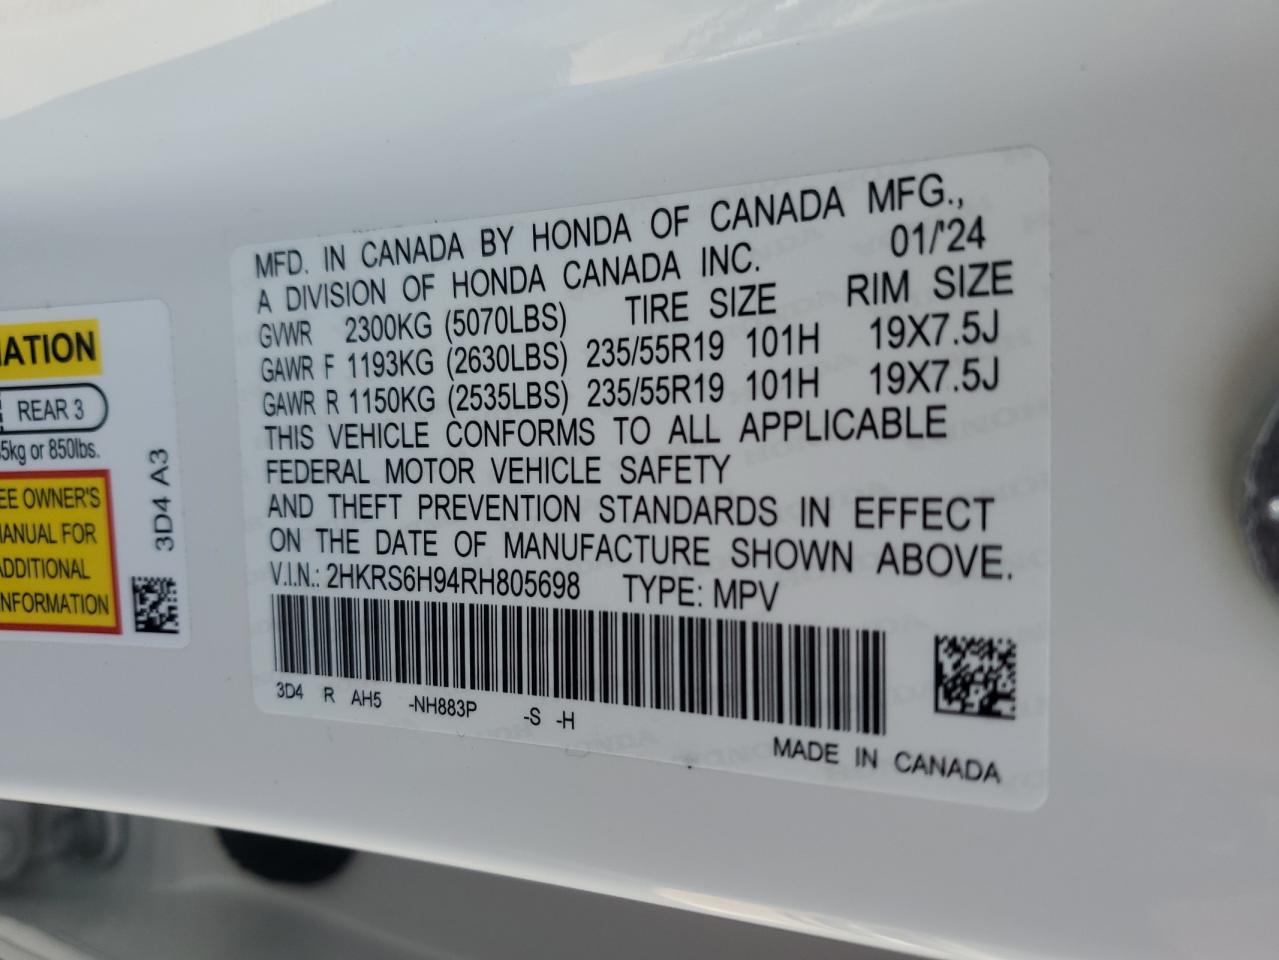 MFD. IN CANADA BY HONDA OF CANADA MFG.,
A DIVISION OF HONDA CANADA INC. 01/'24
GVWR 2300KG (5070LBS) TIRE SIZE RIM SIZE
GAWR F 1193KG (2630LBS) 235/55R19 101H 19X7.5J
GAWR R 1150KG (2535LBS) 235/55R19 101H 19X7.5J
THIS VEHICLE CONFORMS TO ALL APPLICABLE
FEDERAL MOTOR VEHICLE SAFETY
AND THEFT PREVENTION STANDARDS IN EFFECT
ON THE DATE OF MANUFACTURE SHOWN ABOVE.
V.I.N.: 2HKRS6H94RH805698 TYPE: MPV
3D4 R AH5 -NH883P -S -H
MADE IN CANADA
MATION
REAR 3
5kg or 850lbs.
EE OWNER'S
MANUAL FOR
ADDITIONAL
INFORMATION
3D4 A3